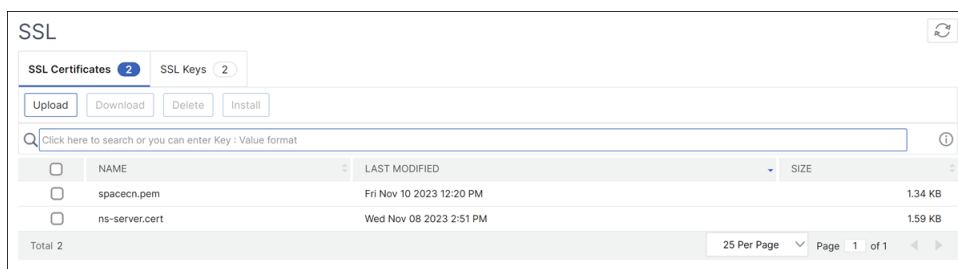 SSL
SSL Certificates 2 SSL Keys 2
Upload Download Delete Install
Click here to search or you can enter Key : Value format
NAME LAST MODIFIED SIZE
spacecn.pem Fri Nov 10 2023 12:20 PM 1.34 KB
ns-server.cert Wed Nov 08 2023 2:51 PM 1.59 KB
Total 2 25 Per Page Page 1 of 1